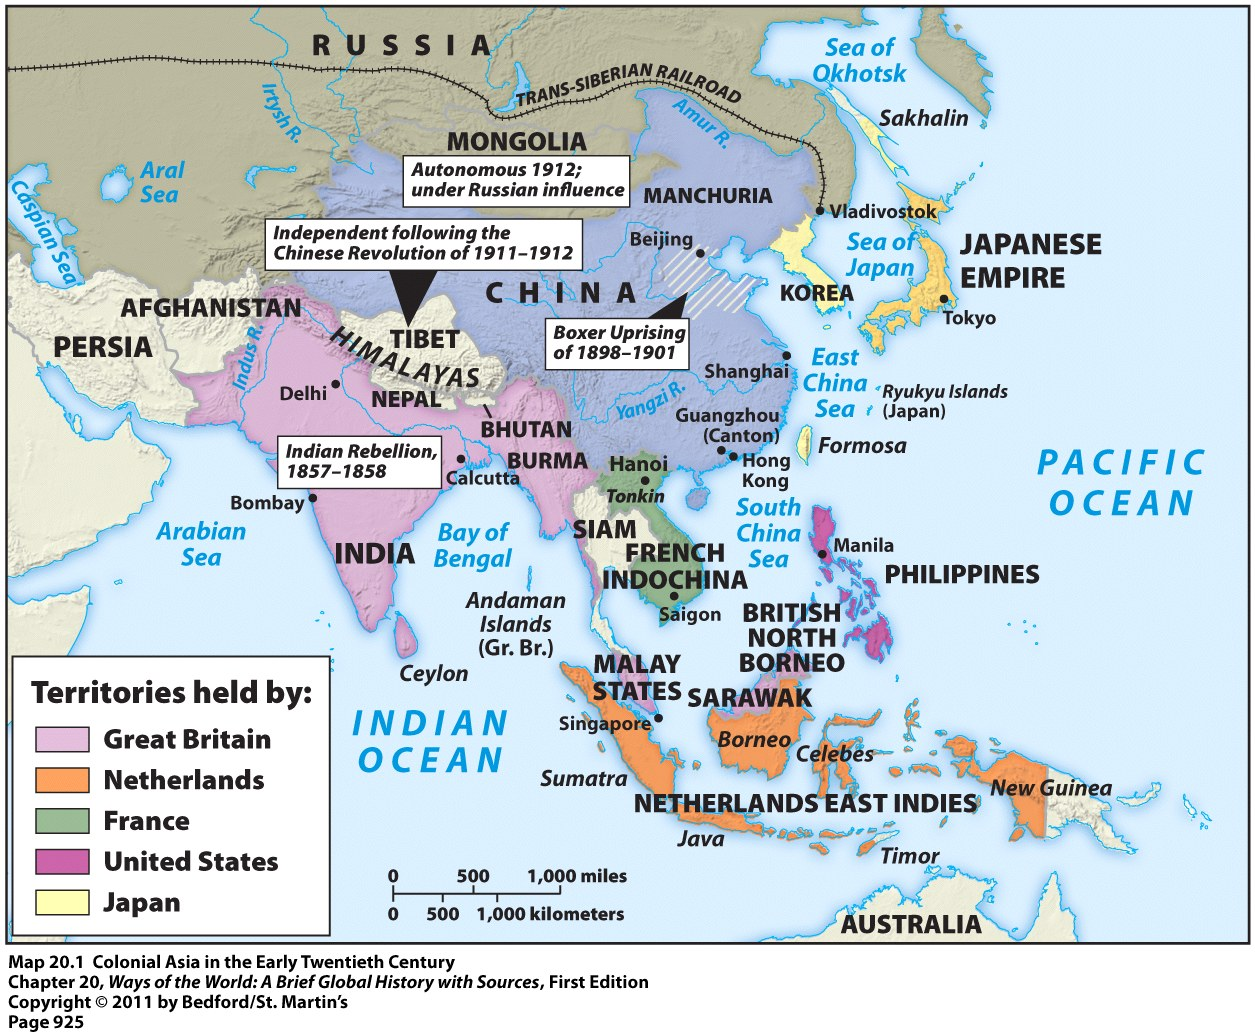 RUSSIA
Sea of
Okhotsk
TRANS-SIBERIAN RAILROAD
Irtysh R.
Amur R.
Sakhalin
MONGOLIA
Autonomous 1912;
under Russian influence
Aral
Sea
Caspian Sea
MANCHURIA
Vladivostok
Independent following the
Chinese Revolution of 1911–1912
Beijing
Sea of
Japan
JAPANESE
EMPIRE
CHINA
KOREA
Tokyo
AFGHANISTAN
PERSIA
Indus R.
HIMALAYAS
TIBET
Boxer Uprising
of 1898–1901
Shanghai
East
China
Sea
Ryukyu Islands
(Japan)
Delhi
NEPAL
Yangzi R.
BHUTAN
Guangzhou
(Canton)
Formosa
Indian Rebellion,
1857–1858
Calcutta
BURMA
Hanoi
Tonkin
Hong
Kong
PACIFIC
OCEAN
Bombay
Arabian
Sea
INDIA
Bay of
Bengal
SIAM
South
China
Sea
FRENCH
INDOCHINA
Manila
PHILIPPINES
Andaman
Islands
(Gr. Br.)
Saigon
BRITISH
NORTH
BORNEO
Ceylon
MALAY
STATES
SARAWAK
Singapore
INDIAN
OCEAN
Borneo
Celebes
Sumatra
New Guinea
NETHERLANDS EAST INDIES
Java
Timor
AUSTRALIA
Territories held by:
Great Britain
Netherlands
France
United States
Japan
0 500 1,000 miles
0 500 1,000 kilometers
Map 20.1 Colonial Asia in the Early Twentieth Century
Chapter 20, Ways of the World: A Brief Global History with Sources, First Edition
Copyright © 2011 by Bedford/St. Martin's
Page 925